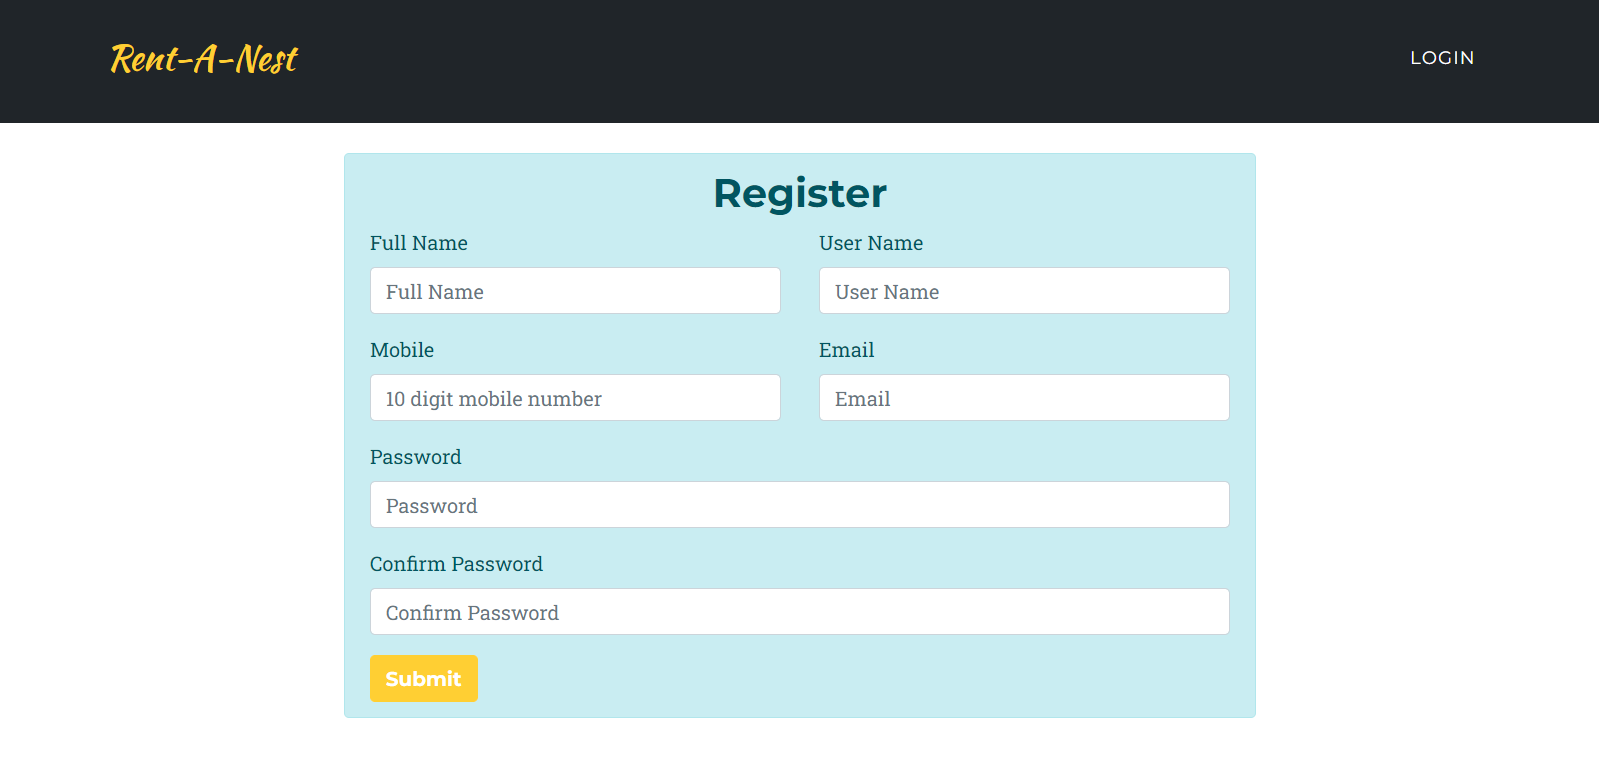 Rent-A-Nest
LOGIN
Register
Full Name
User Name
Full Name
User Name
Mobile
Email
10 digit mobile number
Email
Password
Password
Confirm Password
Confirm Password
Submit